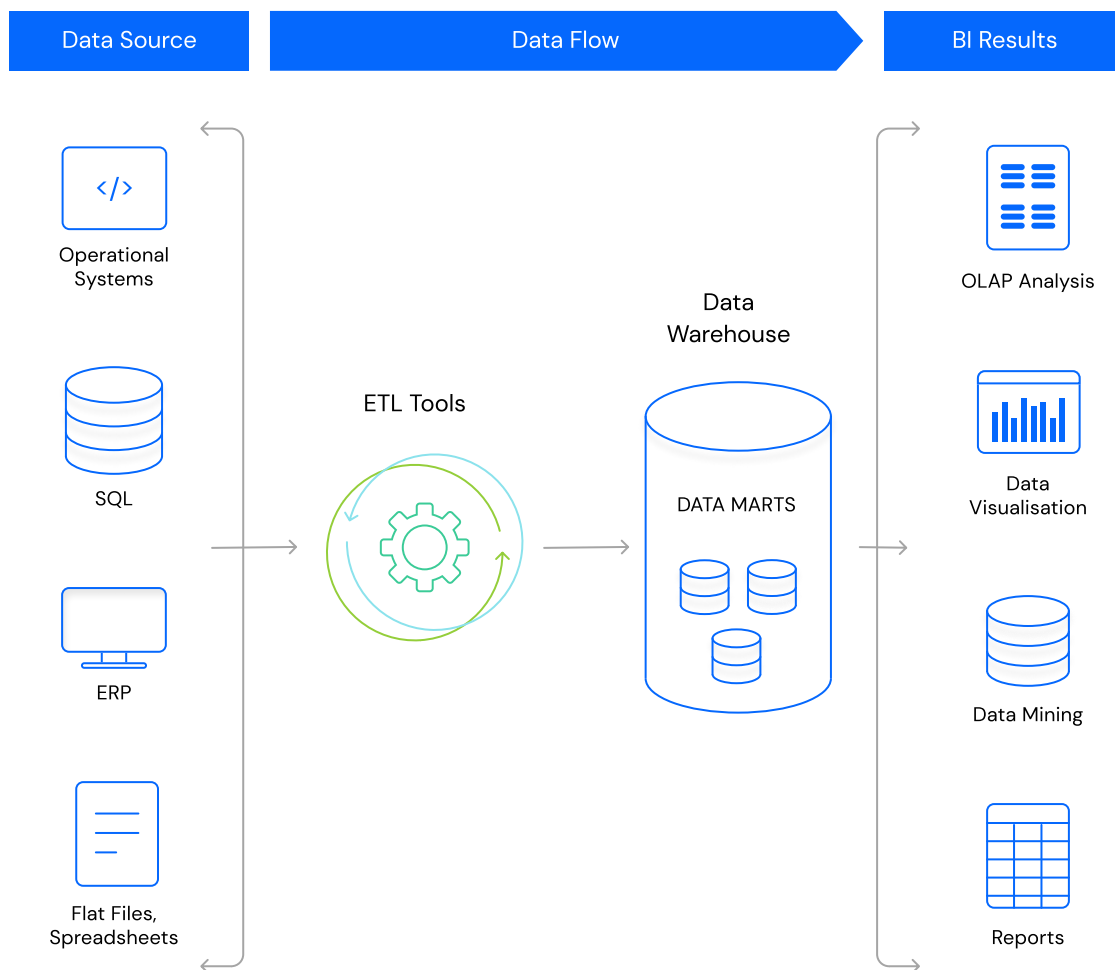 Data Source
Data Flow
BI Results
</>
Operational
Systems
SQL
ERP
Flat Files,
Spreadsheets
ETL Tools
Data
Warehouse
DATA MARTS
OLAP Analysis
Data
Visualisation
Data Mining
Reports